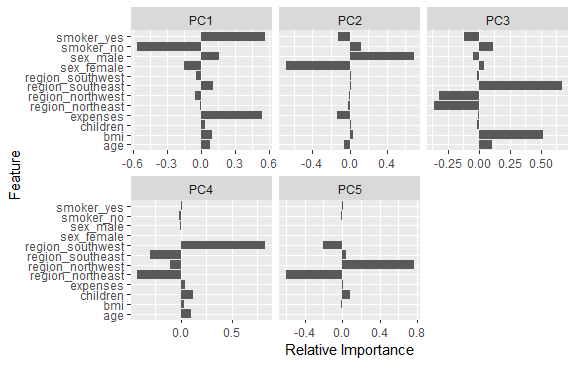 PC1
PC2
PC3
smoker_yes
smoker_no
sex_male
sex_female
region_southwest
region_southeast
region_northwest
region_northeast
expenses
children
bmi
age
-0.6 -0.3 0.0 0.3 0.6
-0.4 0.0 0.4
-0.25 0.00 0.25 0.50
Feature
PC4
PC5
smoker_yes
smoker_no
sex_male
sex_female
region_southwest
region_southeast
region_northwest
region_northeast
expenses
children
bmi
age
0.0 0.5
-0.4 0.0 0.4 0.8
Relative Importance